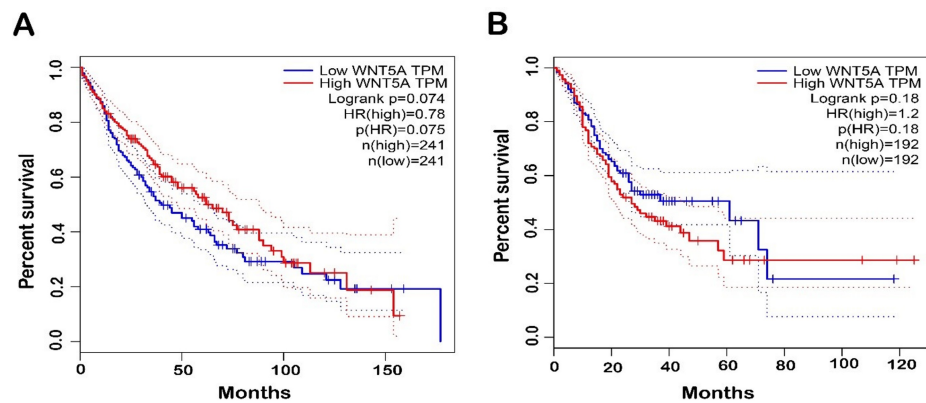 A
Percent survival
1.0
0.8
0.6
0.4
0.2
0.0
Low WNT5A TPM
High WNT5A TPM
Logrank p=0.074
HR(high)=0.78
p(HR)=0.075
n(high)=241
n(low)=241
0 50 100 150
Months
B
Percent survival
1.0
0.8
0.6
0.4
0.2
0.0
Low WNT5A TPM
High WNT5A TPM
Logrank p=0.18
HR(high)=1.2
p(HR)=0.18
n(high)=192
n(low)=192
0 20 40 60 80 100 120
Months